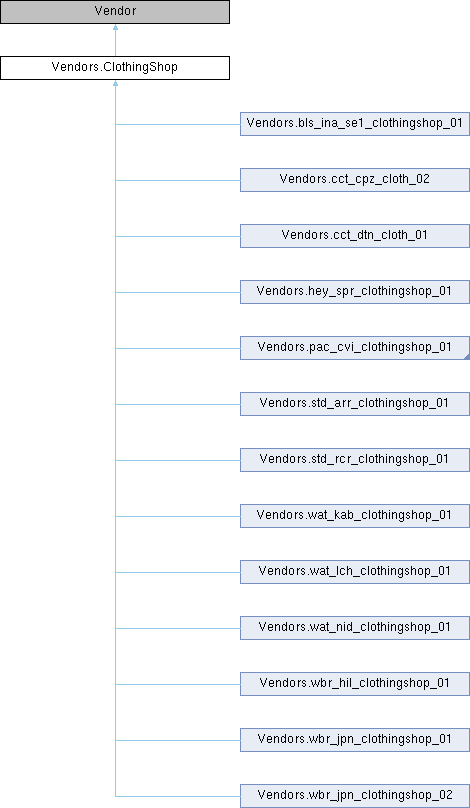 Vendor
Vendors.ClothingShop
Vendors.bls_ina_se1_clothingshop_01
Vendors.cct_cpz_cloth_02
Vendors.cct_dtn_cloth_01
Vendors.hey_spr_clothingshop_01
Vendors.pac_cvi_clothingshop_01
Vendors.std_arr_clothingshop_01
Vendors.std_rcr_clothingshop_01
Vendors.wat_kab_clothingshop_01
Vendors.wat_lch_clothingshop_01
Vendors.wat_nid_clothingshop_01
Vendors.wbr_hil_clothingshop_01
Vendors.wbr_jpn_clothingshop_01
Vendors.wbr_jpn_clothingshop_02